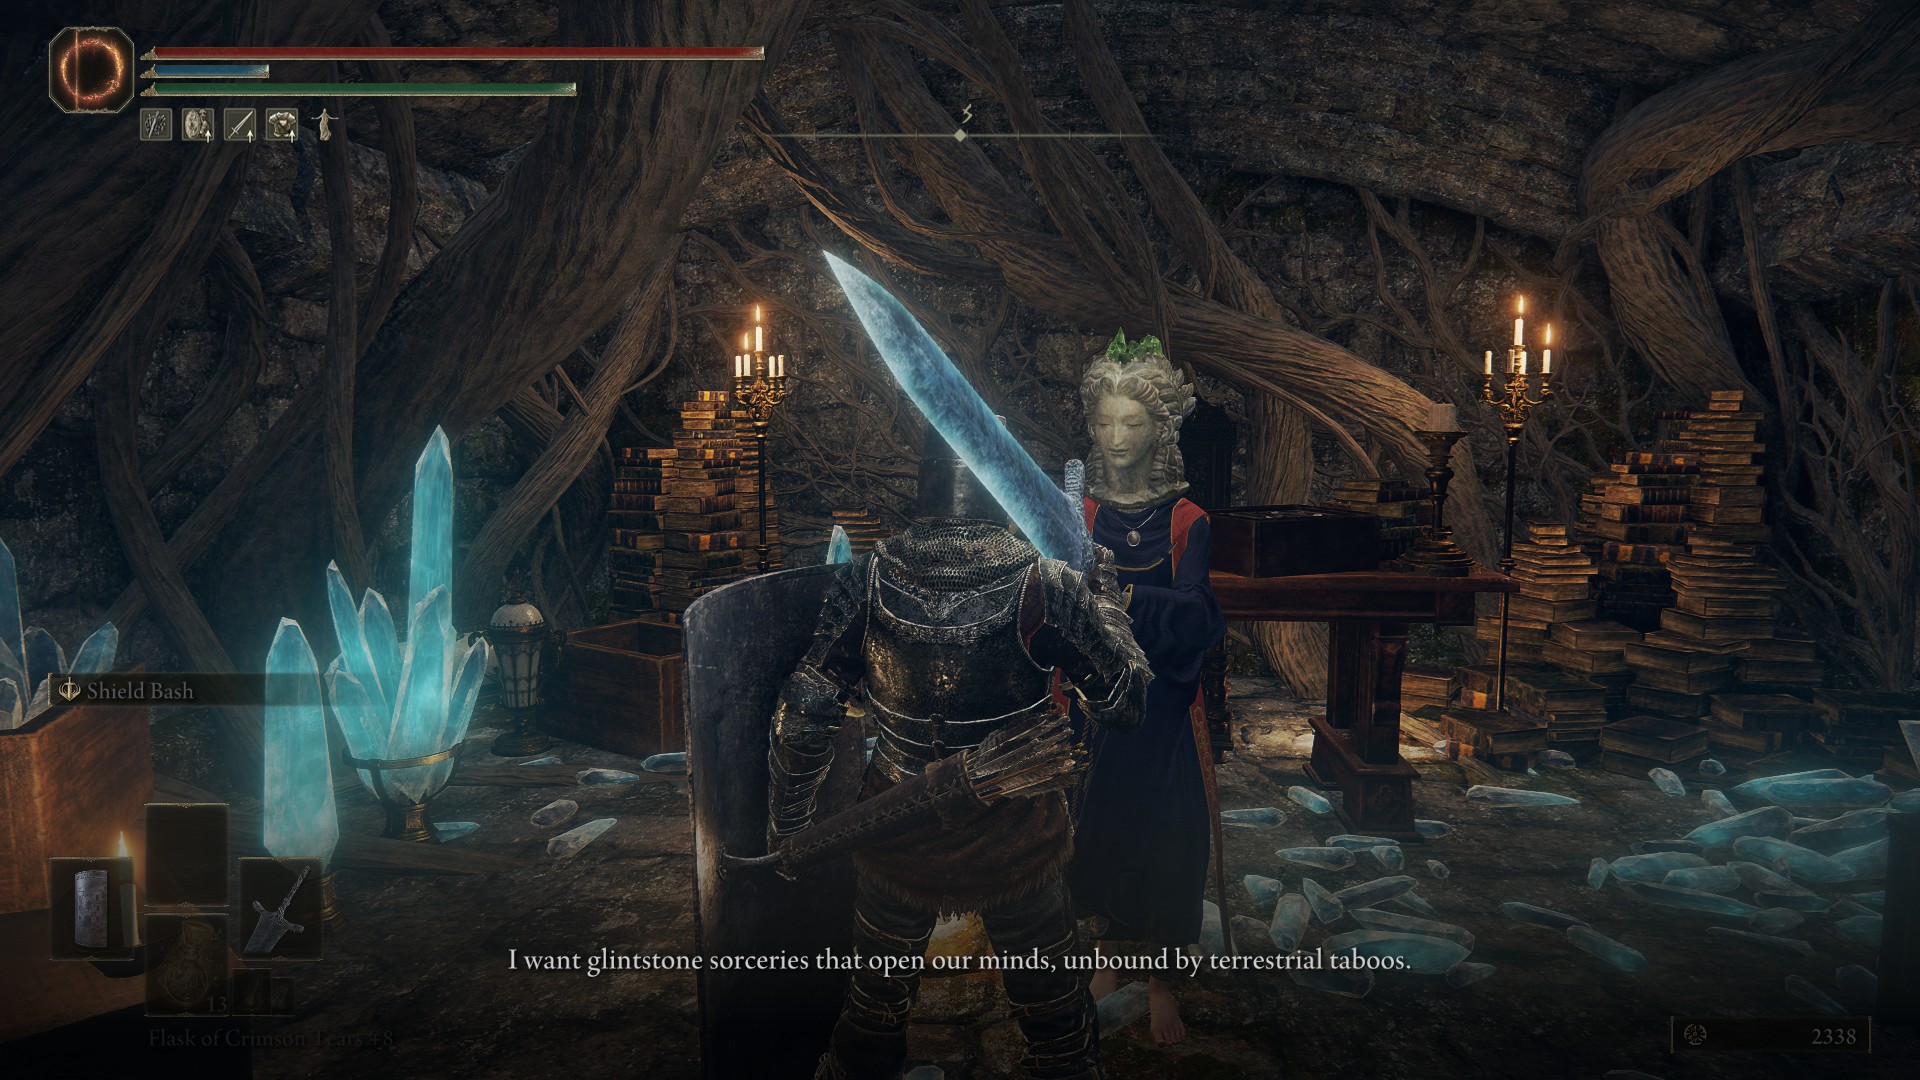 Shield Bash
I want glintstone sorceries that open our minds, unbound by terrestrial taboos.
13
Flask of Crimson Tears +8
2338